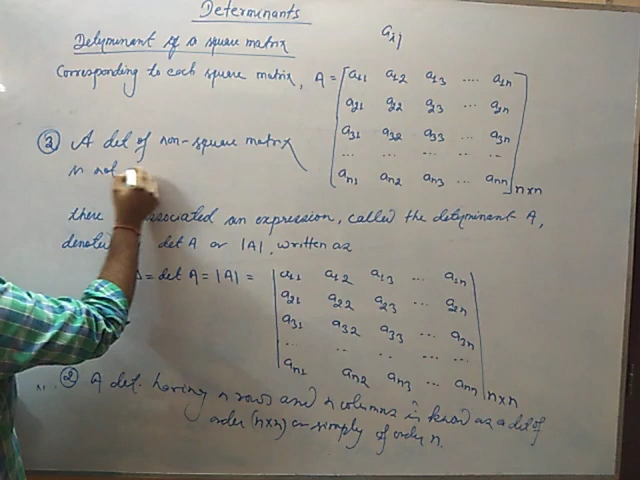 Determinants
Determinant of a square matrix
a_ij
Corresponding to each square matrix, A = [a11 a12 a13 .... a1n
a21 a22 a23 ... a2n
a31 a32 a33 ... a3n
... ... .. .. ...
an1 an2 an3 ... ann] n×n
③ A det of non-square matrix
is not
there associated an expression, called the determinant A,
denoted det A or |A|, written as
Δ = det A = |A| = | a11 a12 a13 ... a1n
a21 a22 a23 ... a2n
a31 a32 a33 ... a3n
... .. .. ... ...
an1 an2 an3 ... ann | n×n
② A det. having n rows and n columns is known as a det of
order (n×n) or simply of order n.